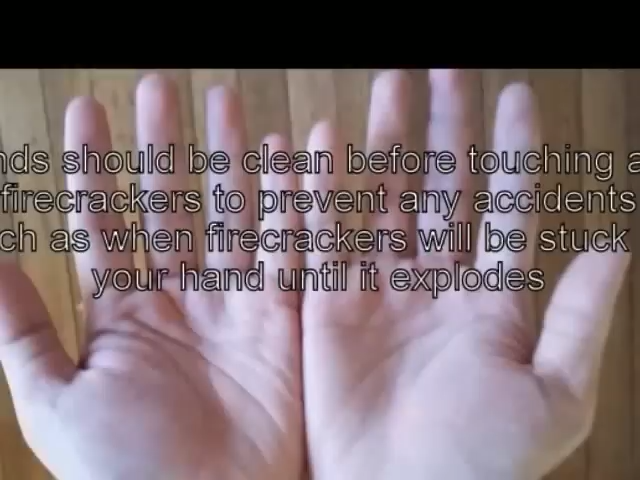 nds should be clean before touching a
firecrackers to prevent any accidents
ch as when firecrackers will be stuck
your hand until it explodes